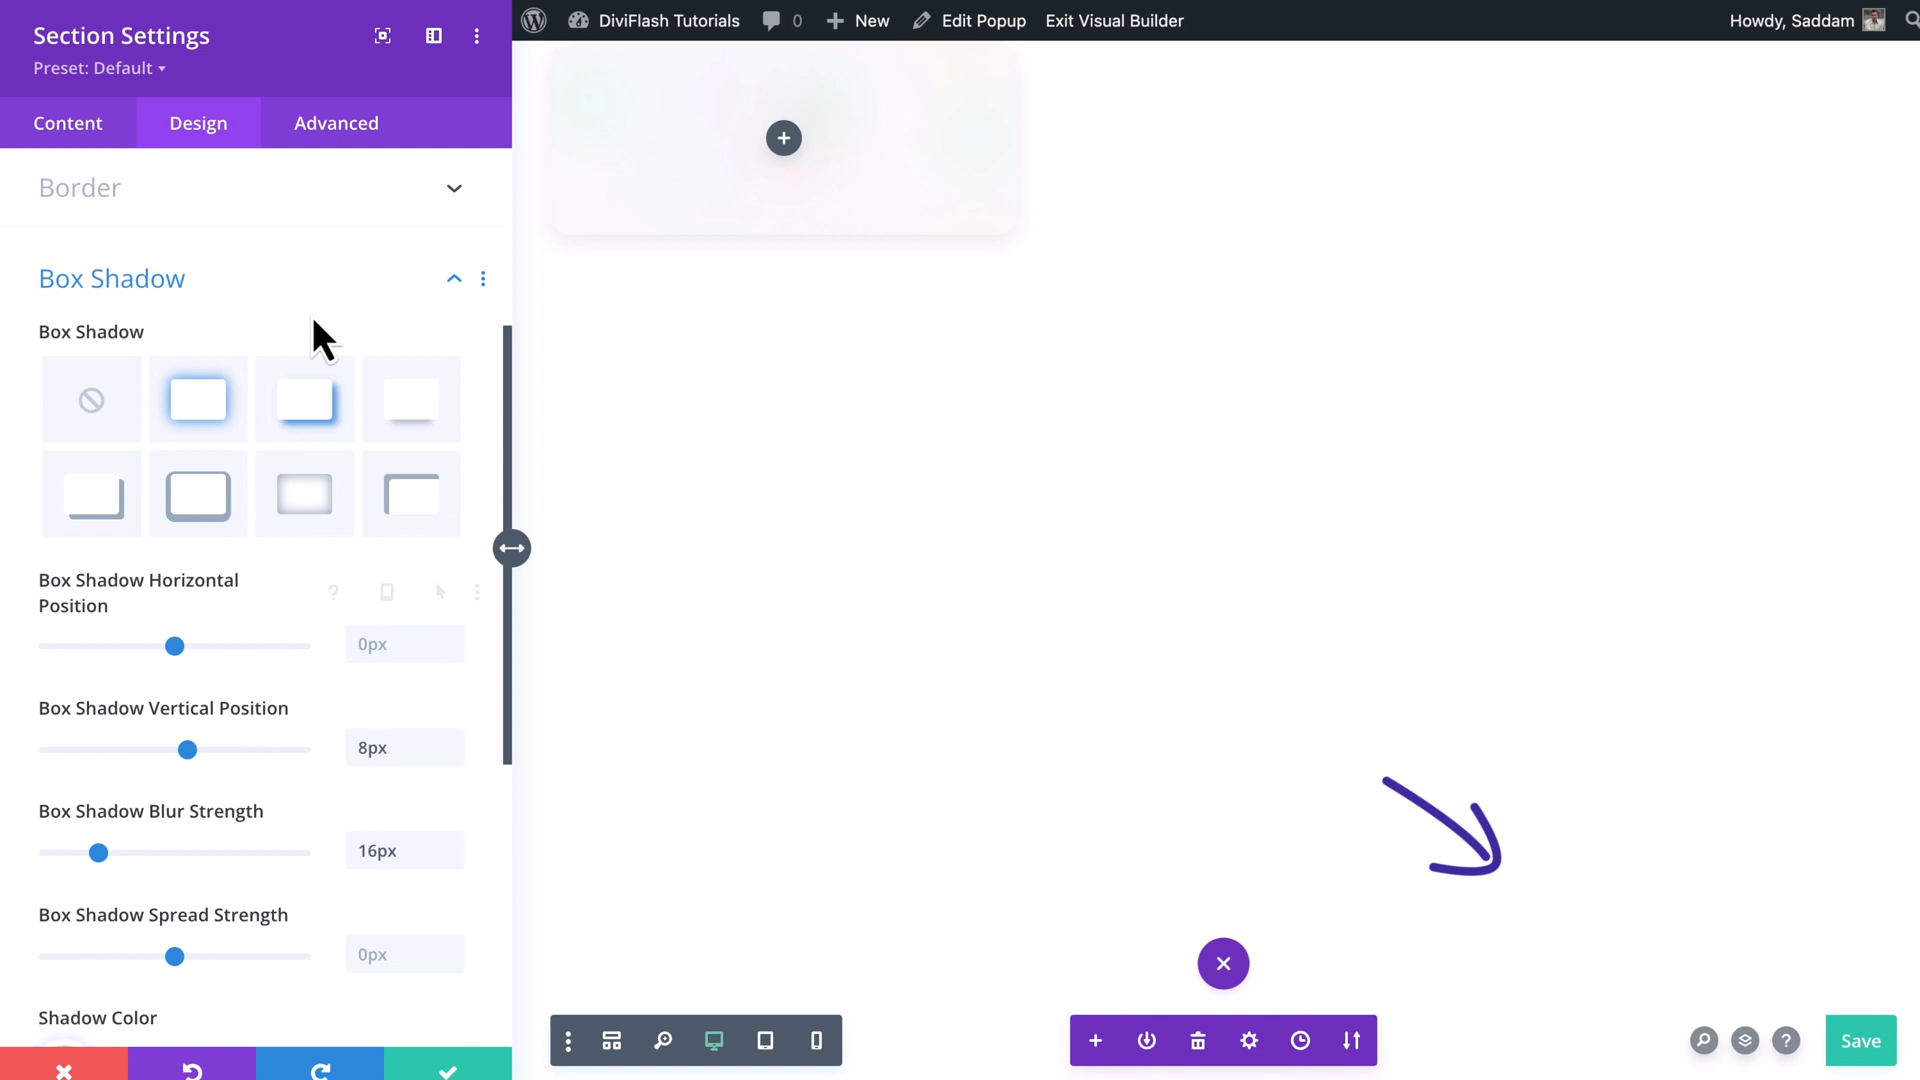 Section Settings
Preset: Default
DiviFlash Tutorials
0
New
Edit Popup
Exit Visual Builder
Howdy, Saddam
Content
Design
Advanced
Border
Box Shadow
Box Shadow
Box Shadow Horizontal
Position
?
0px
Box Shadow Vertical Position
8px
Box Shadow Blur Strength
16px
Box Shadow Spread Strength
0px
Shadow Color
?
Save